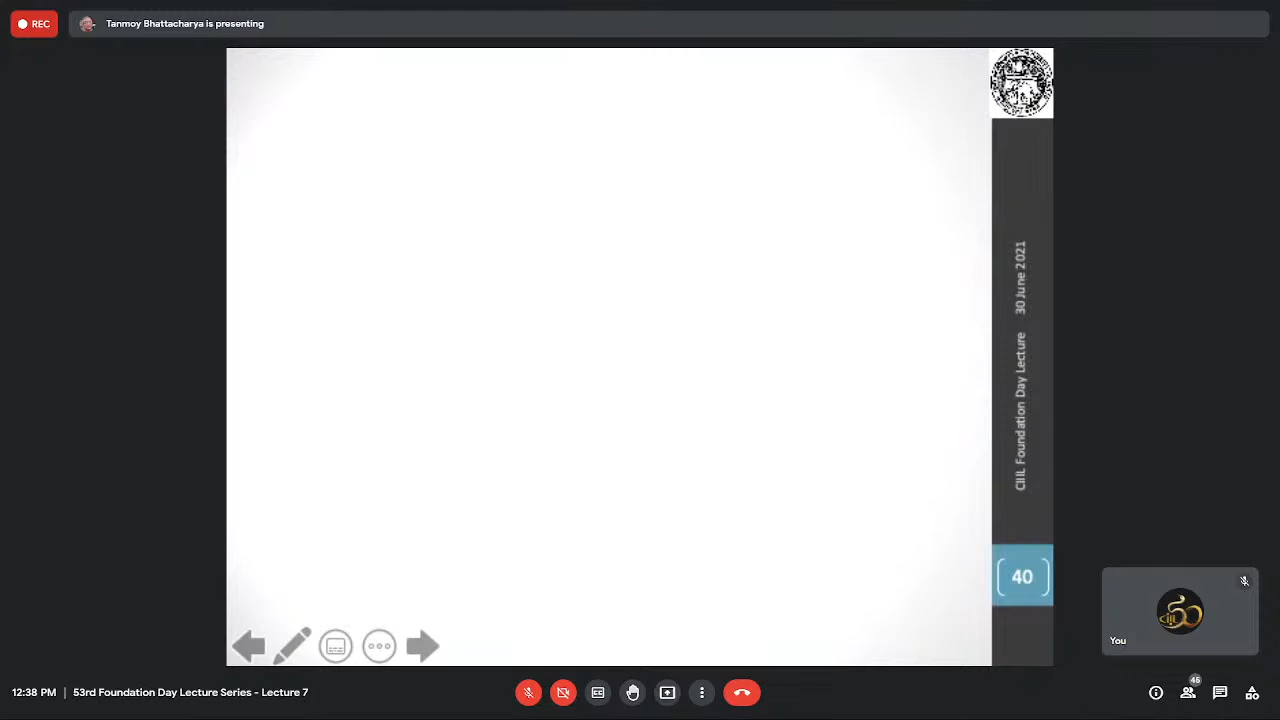 REC
Tanmoy Bhattacharya is presenting
CIIL Foundation Day Lecture 30 June 2021
40
You
12:38 PM | 53rd Foundation Day Lecture Series - Lecture 7
45